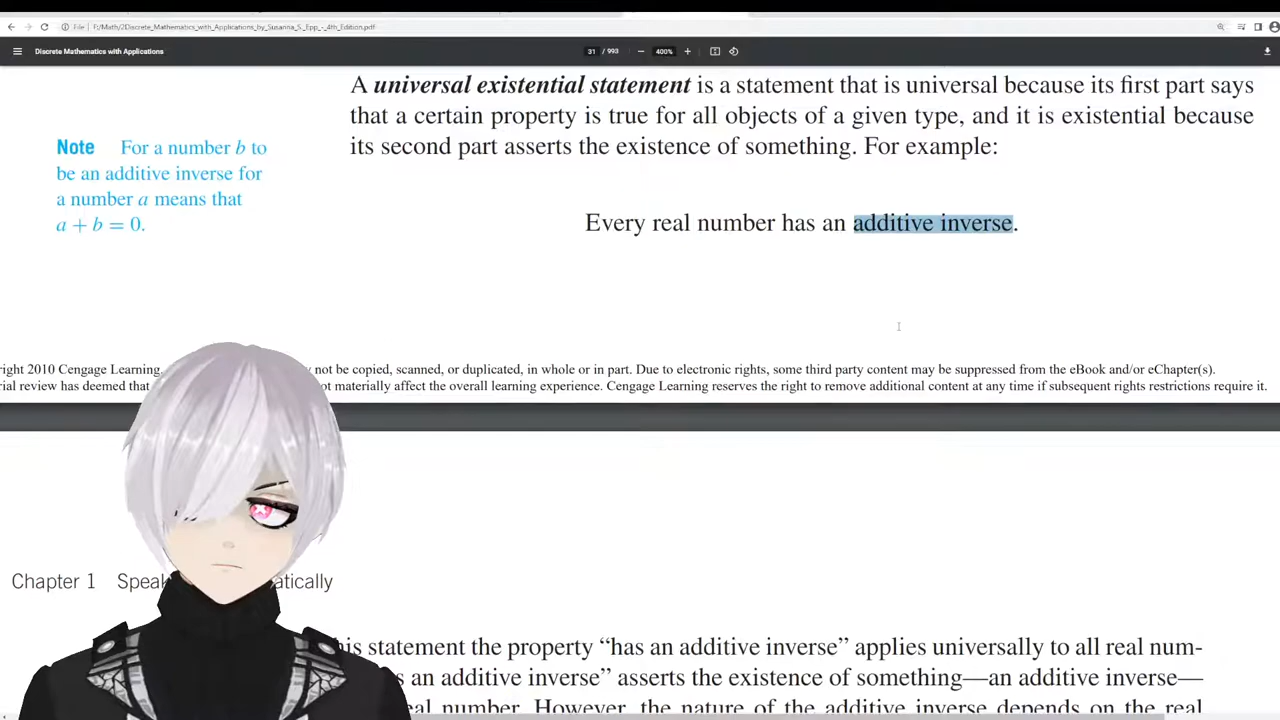 File | F:/Math/2Discrete_Mathematics_with_Applications_by_Susanna_S._Epp_-_4th_Edition.pdf
Discrete Mathematics with Applications
31 / 993
400%
A universal existential statement is a statement that is universal because its first part says
that a certain property is true for all objects of a given type, and it is existential because
its second part asserts the existence of something. For example:
Note For a number b to
be an additive inverse for
a number a means that
a + b = 0.
Every real number has an additive inverse.
right 2010 Cengage Learning. not be copied, scanned, or duplicated, in whole or in part. Due to electronic rights, some third party content may be suppressed from the eBook and/or eChapter(s).
rial review has deemed that ot materially affect the overall learning experience. Cengage Learning reserves the right to remove additional content at any time if subsequent rights restrictions require it.
Chapter 1 Speak atically
his statement the property “has an additive inverse” applies universally to all real num-
s an additive inverse” asserts the existence of something—an additive inverse—
eal number. However, the nature of the additive inverse depends on the real